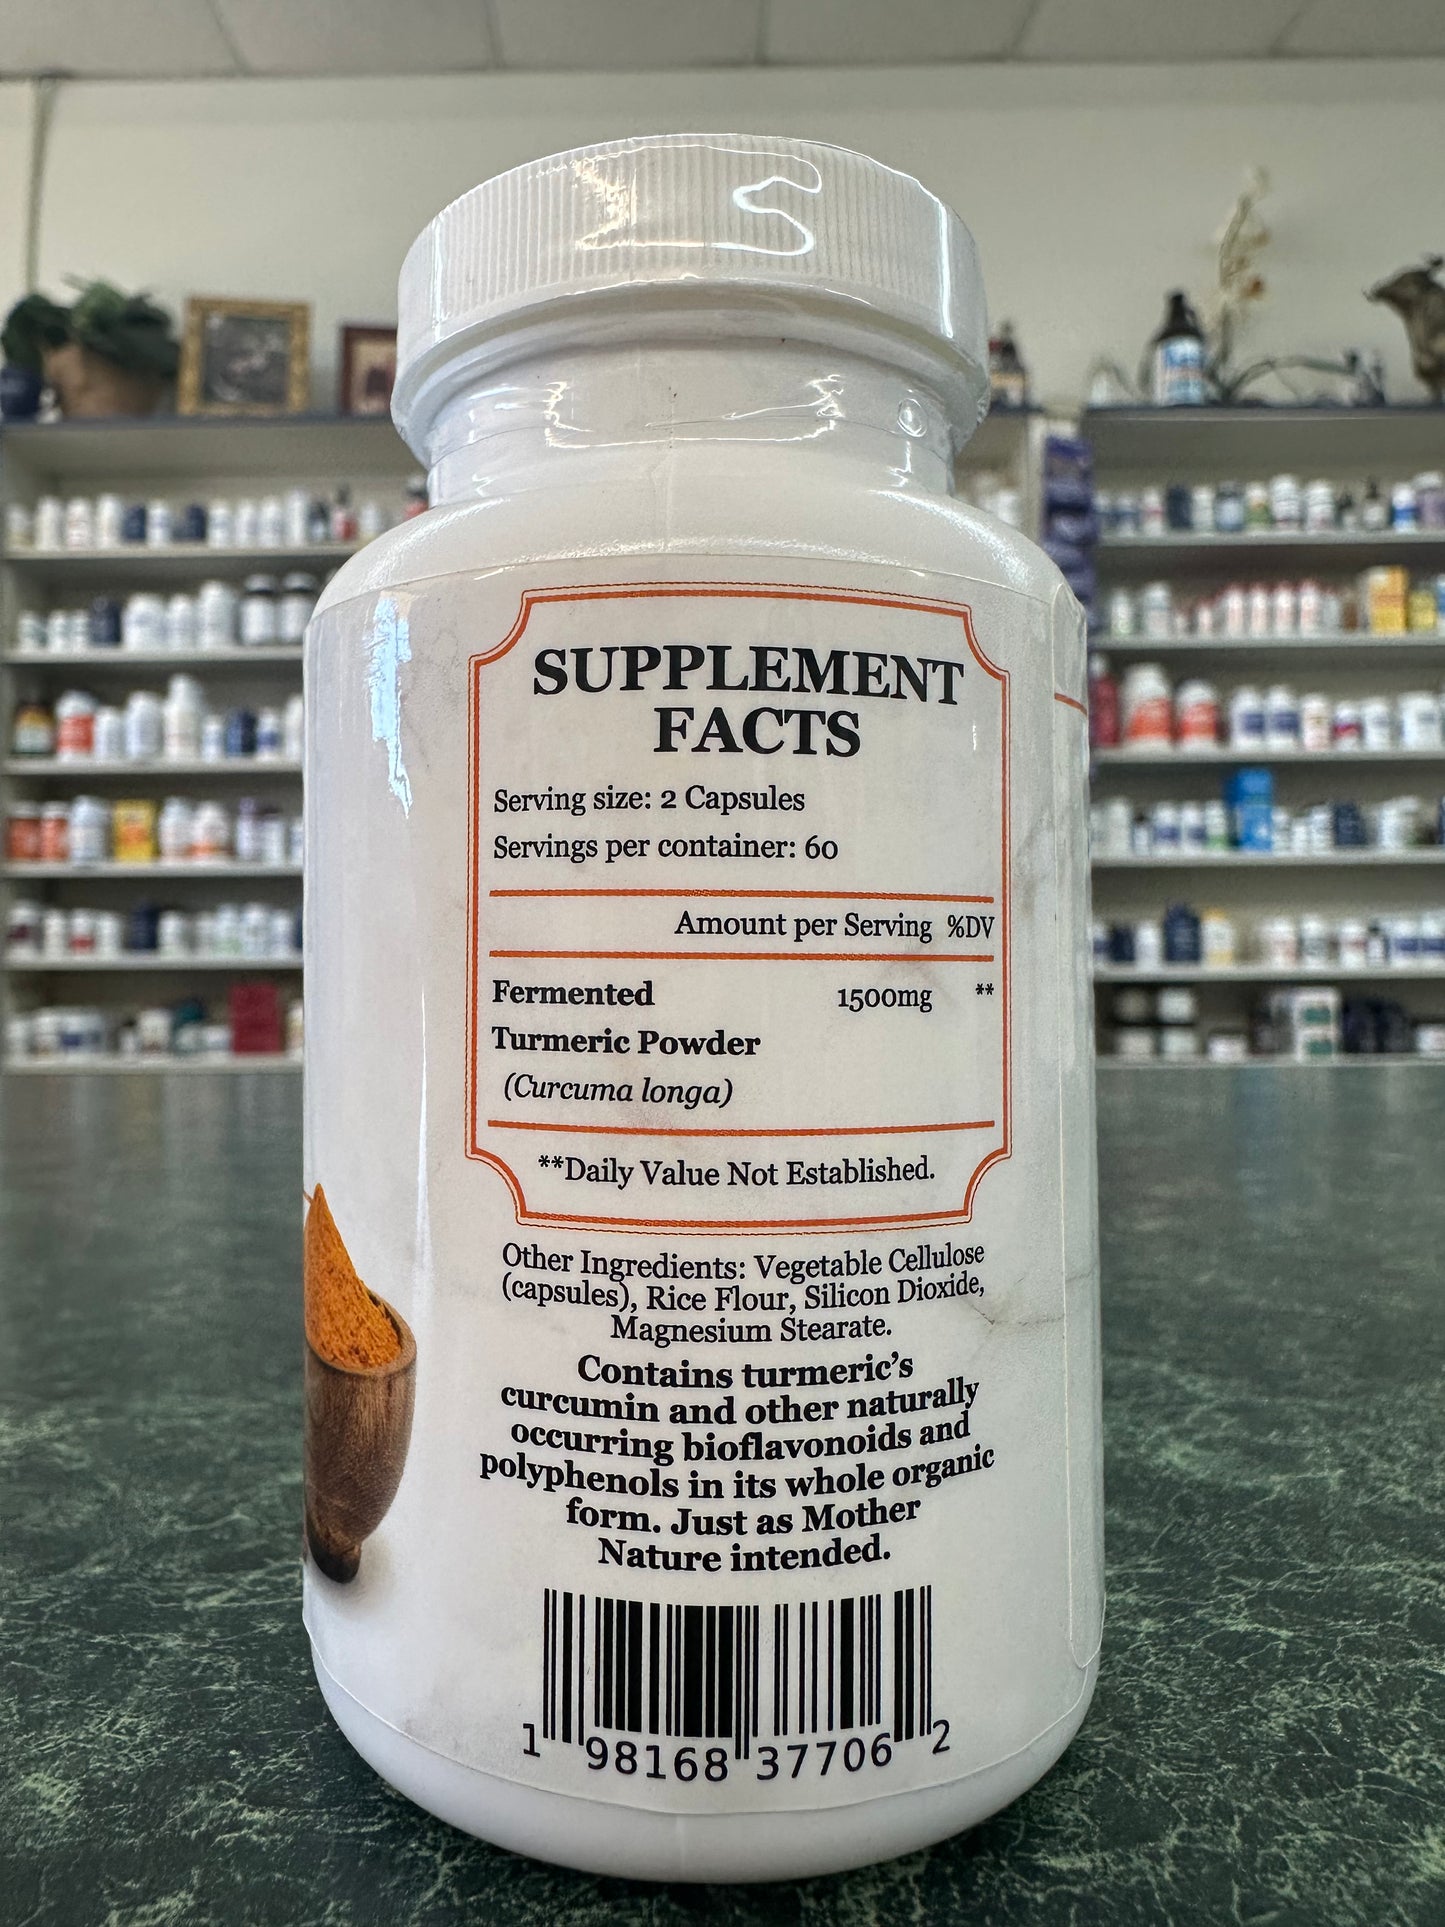 SUPPLEMENT
FACTS
Serving size: 2 Capsules
Servings per container: 60
Amount per Serving %DV
Fermented 1500mg **
Turmeric Powder
(Curcuma longa)
**Daily Value Not Established.
Other Ingredients: Vegetable Cellulose
(capsules), Rice Flour, Silicon Dioxide,
Magnesium Stearate.
Contains turmeric’s
curcumin and other naturally
occurring bioflavonoids and
polyphenols in its whole organic
form. Just as Mother
Nature intended.
1 98168 37706 2